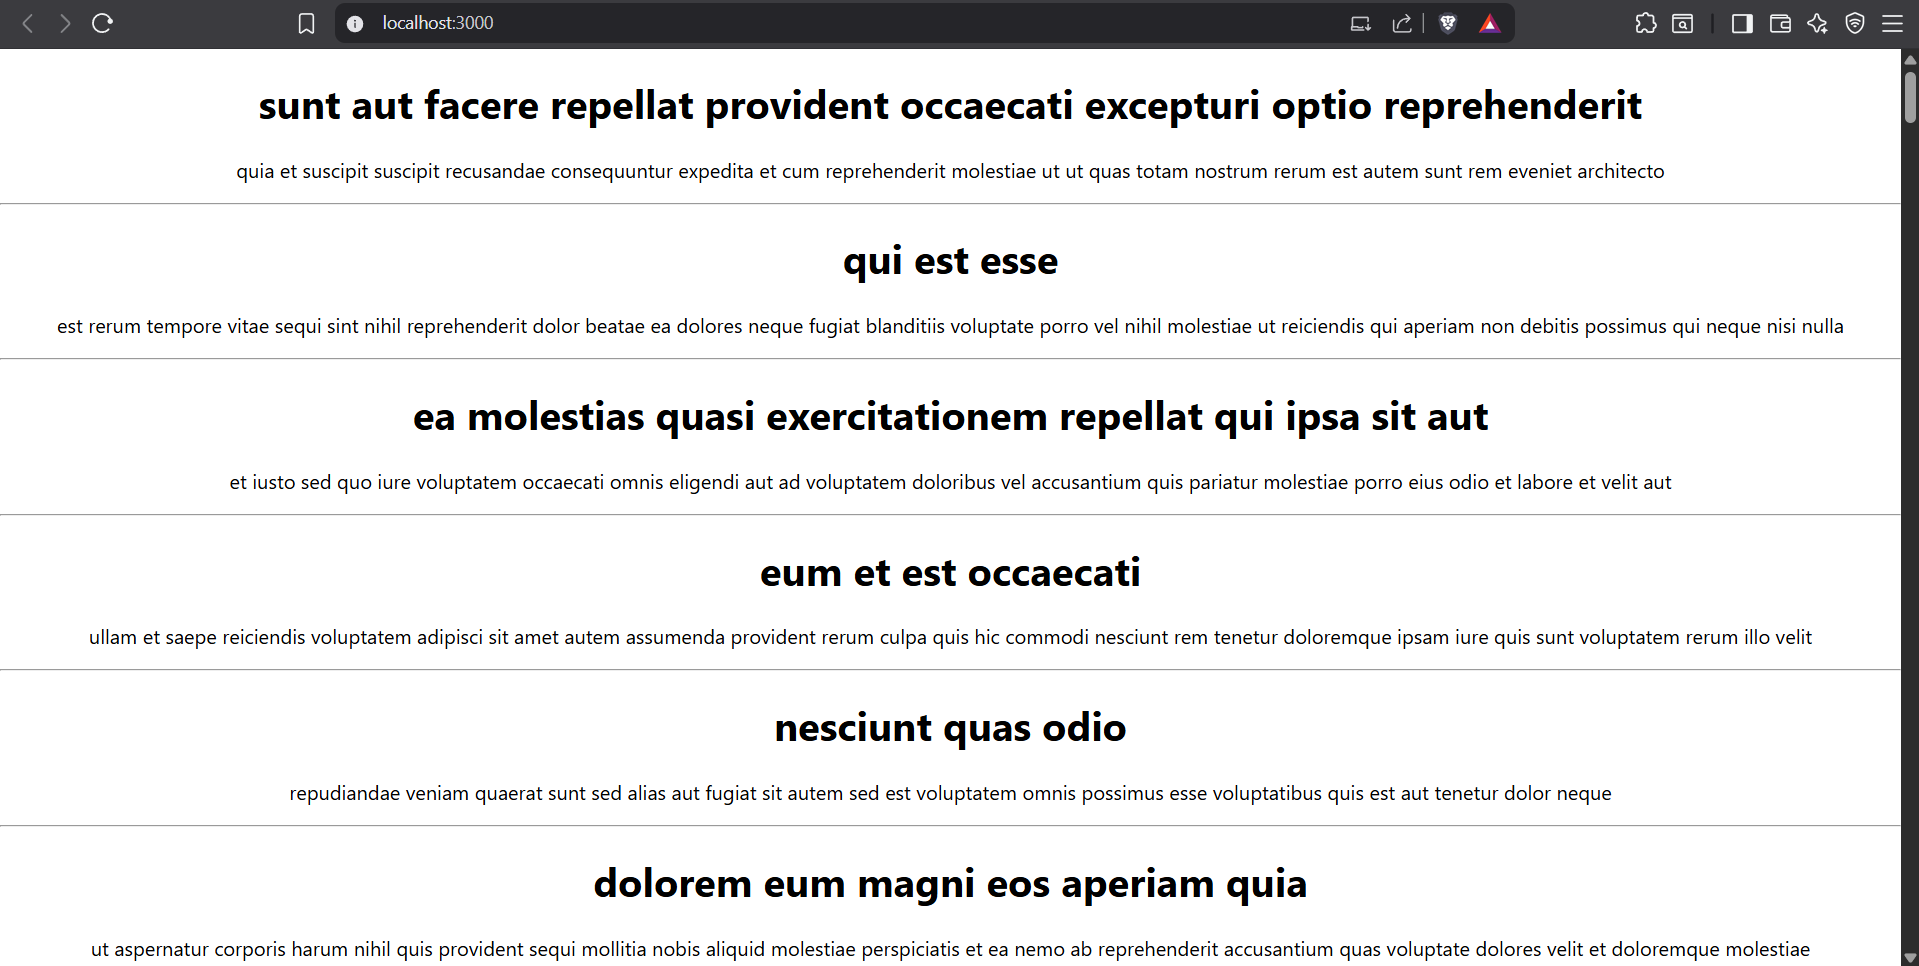 localhost:3000
sunt aut facere repellat provident occaecati excepturi optio reprehenderit
quia et suscipit suscipit recusandae consequuntur expedita et cum reprehenderit molestiae ut ut quas totam nostrum rerum est autem sunt rem eveniet architecto
qui est esse
est rerum tempore vitae sequi sint nihil reprehenderit dolor beatae ea dolores neque fugiat blanditiis voluptate porro vel nihil molestiae ut reiciendis qui aperiam non debitis possimus qui neque nisi nulla
ea molestias quasi exercitationem repellat qui ipsa sit aut
et iusto sed quo iure voluptatem occaecati omnis eligendi aut ad voluptatem doloribus vel accusantium quis pariatur molestiae porro eius odio et labore et velit aut
eum et est occaecati
ullam et saepe reiciendis voluptatem adipisci sit amet autem assumenda provident rerum culpa quis hic commodi nesciunt rem tenetur doloremque ipsam iure quis sunt voluptatem rerum illo velit
nesciunt quas odio
repudiandae veniam quaerat sunt sed alias aut fugiat sit autem sed est voluptatem omnis possimus esse voluptatibus quis est aut tenetur dolor neque
dolorem eum magni eos aperiam quia
ut aspernatur corporis harum nihil quis provident sequi mollitia nobis aliquid molestiae perspiciatis et ea nemo ab reprehenderit accusantium quas voluptate dolores velit et doloremque molestiae